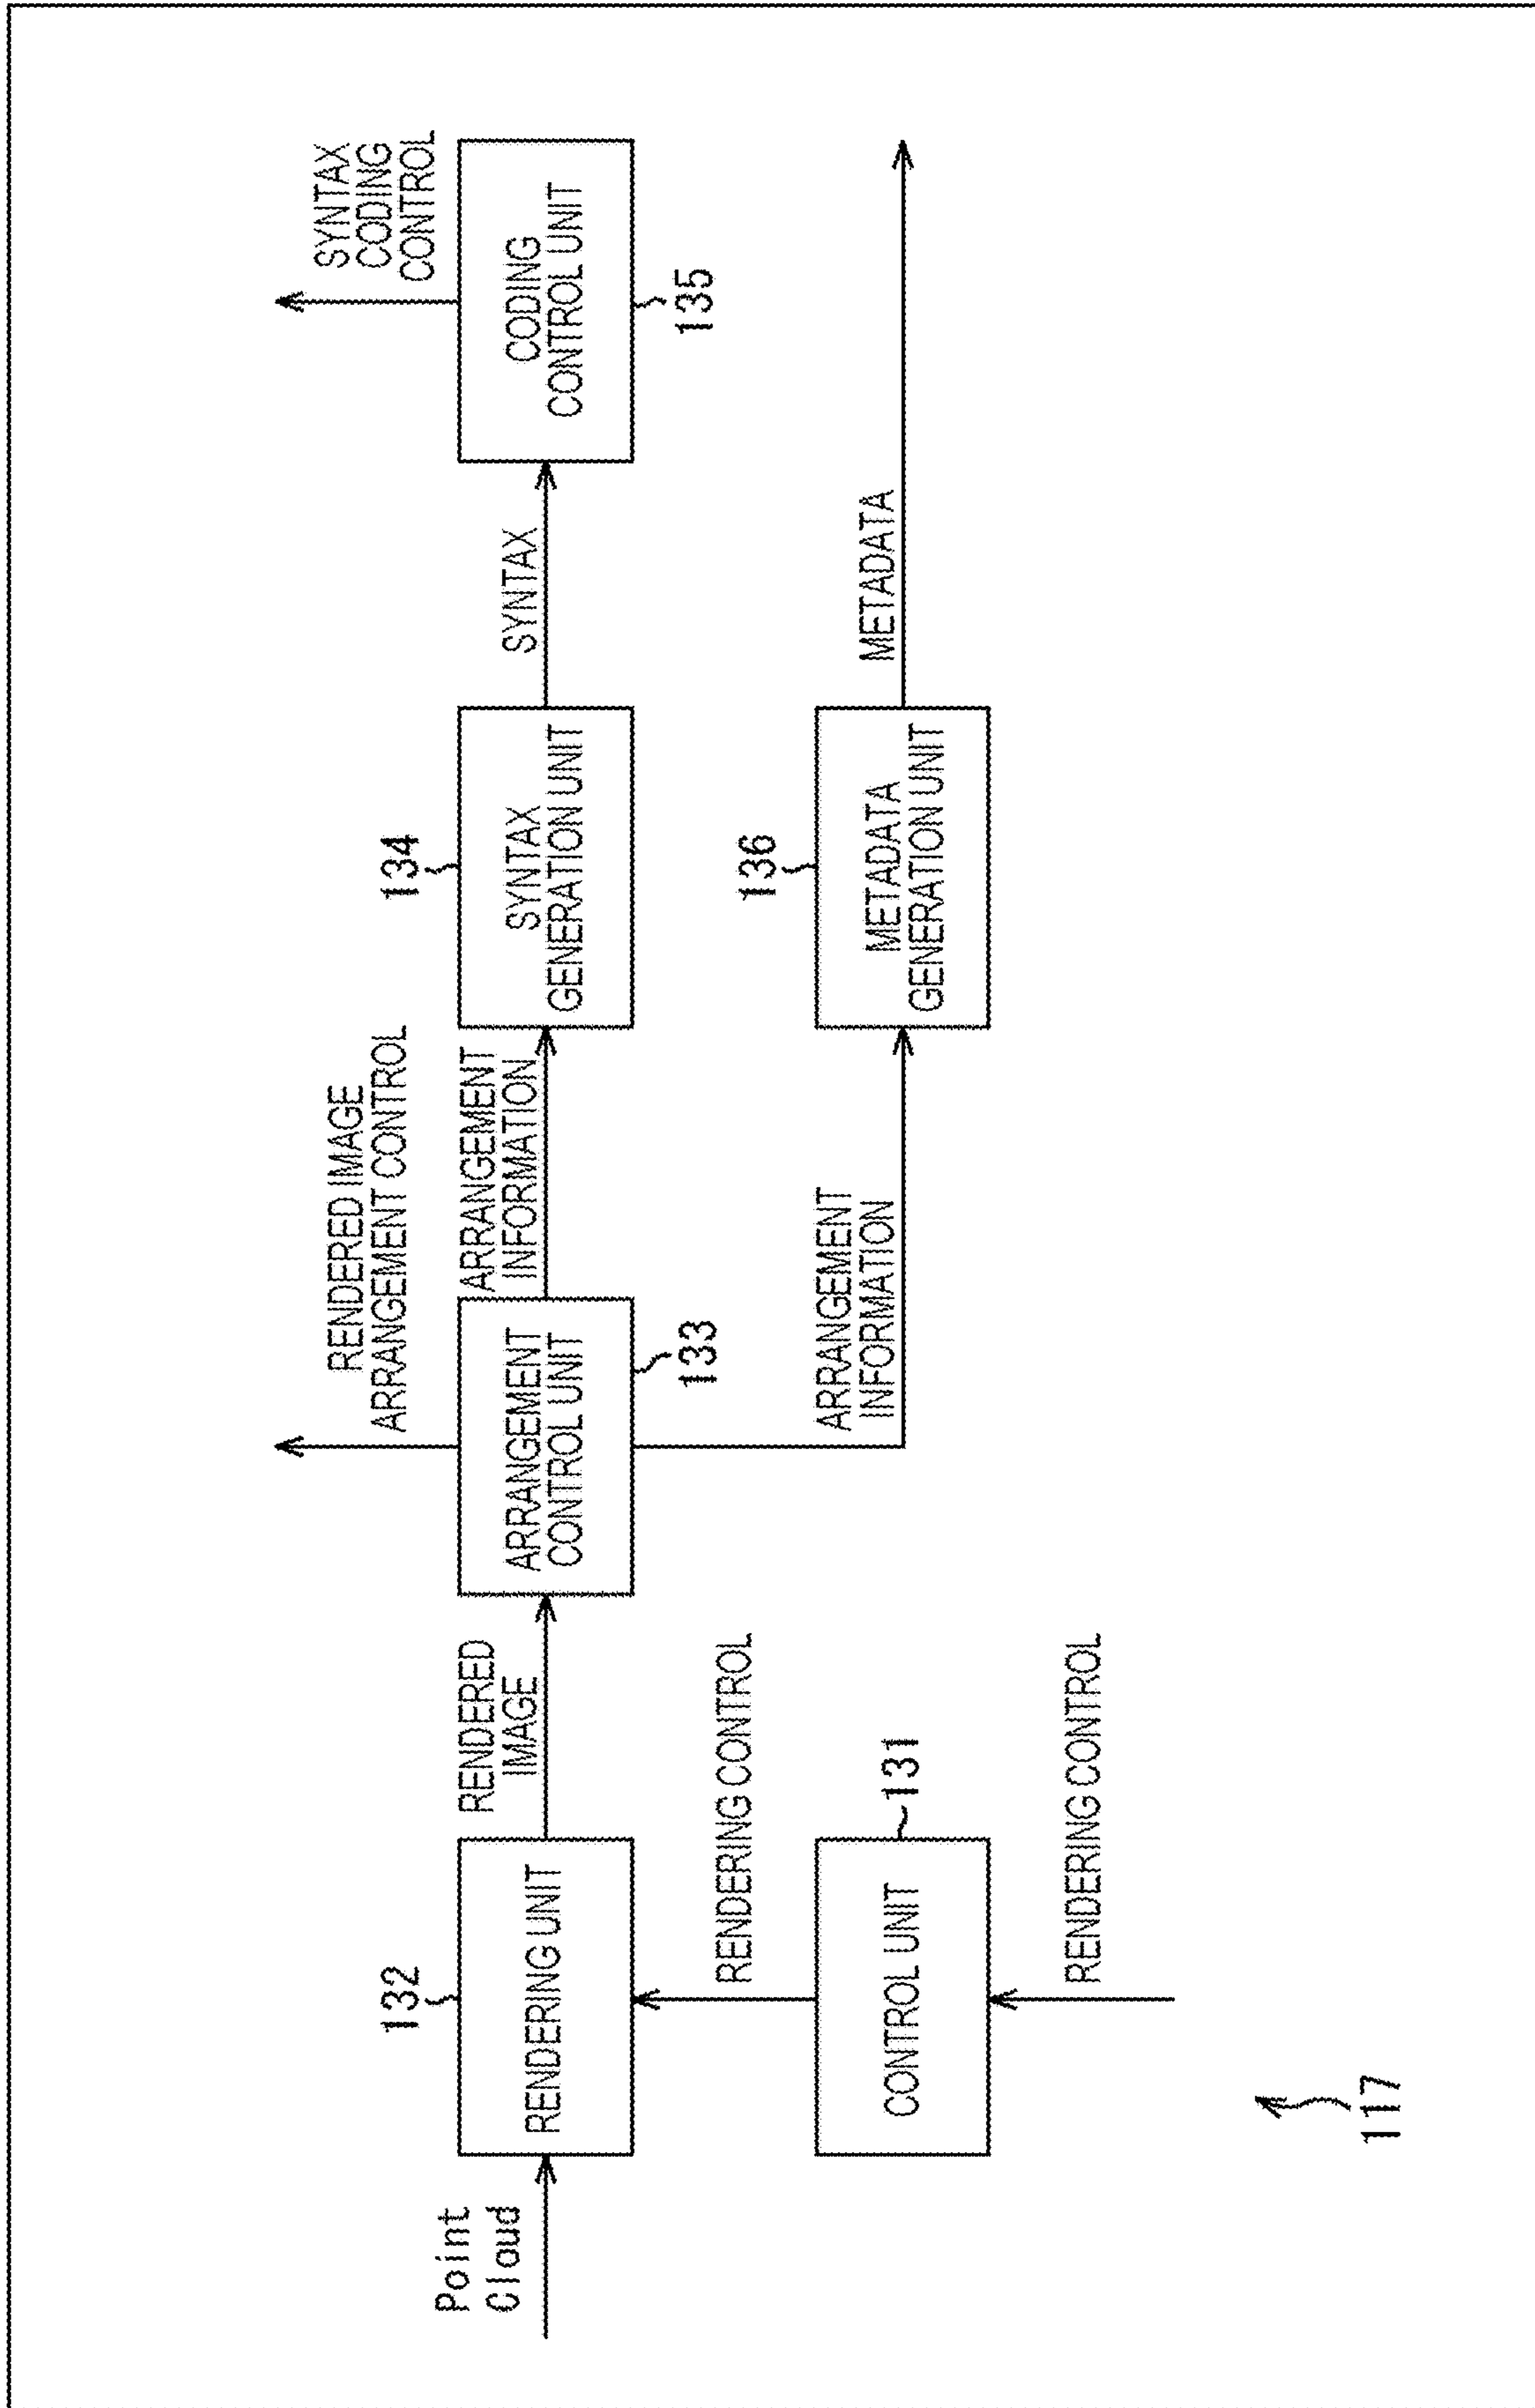 Point
Cloud
132
RENDERING UNIT
RENDERED
IMAGE
RENDERING CONTROL
CONTROL UNIT
131
RENDERING CONTROL
117
RENDERED IMAGE
ARRANGEMENT CONTROL
ARRANGEMENT
CONTROL UNIT
133
ARRANGEMENT
INFORMATION
ARRANGEMENT
INFORMATION
134
SYNTAX
GENERATION UNIT
SYNTAX
136
METADATA
GENERATION UNIT
METADATA
SYNTAX
CODING
CONTROL
CODING
CONTROL UNIT
135